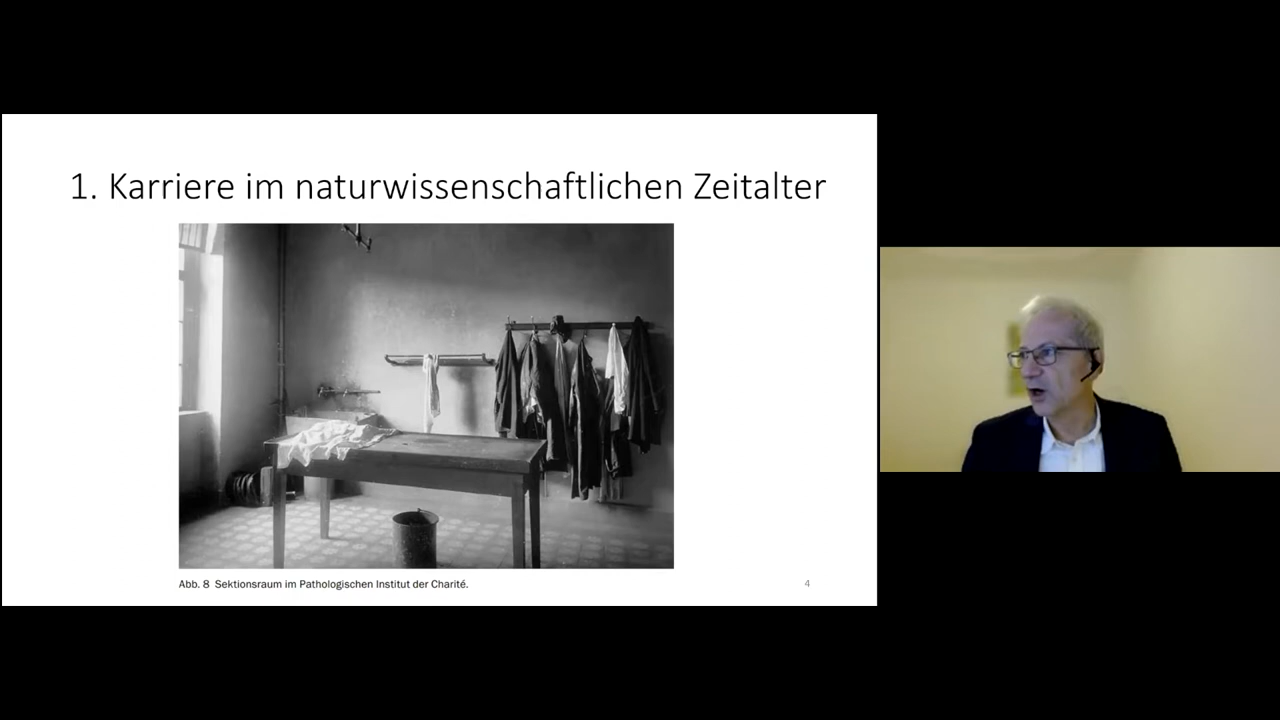 1. Karriere im naturwissenschaftlichen Zeitalter
Abb. 8 Sektionsraum im Pathologischen Institut der Charité.
4